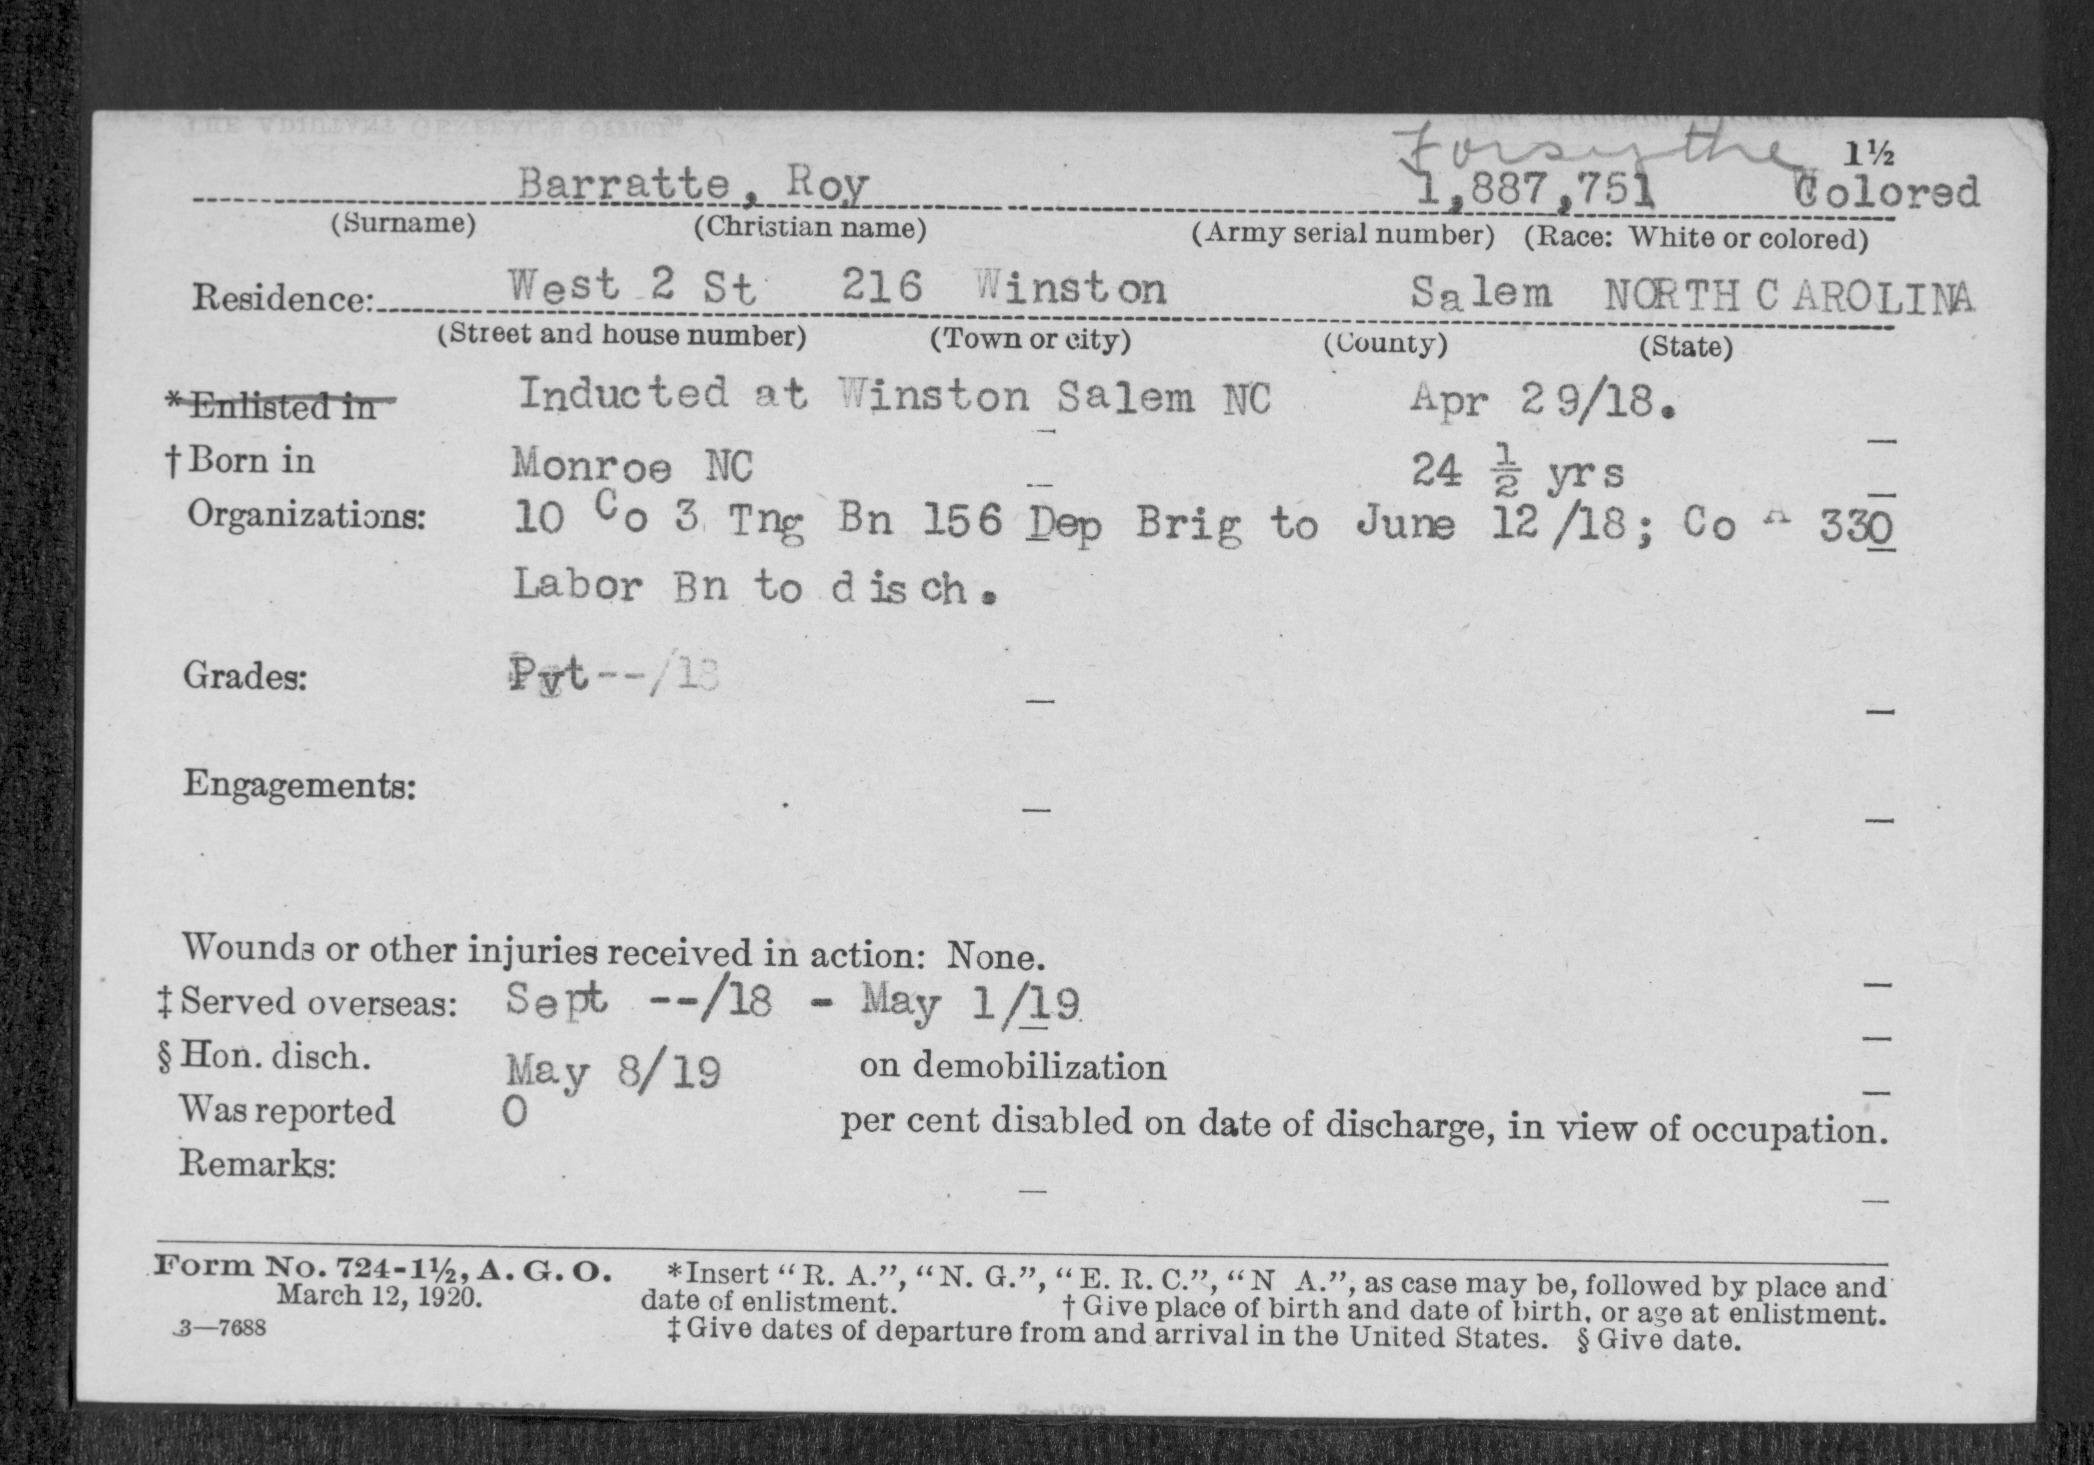 Forsythe 1½
Barratte, Roy 1,887,751 Colored
(Surname) (Christian name) (Army serial number) (Race: White or colored)
Residence: West 2 St 216 Winston Salem NORTH CAROLINA
(Street and house number) (Town or city) (County) (State)
*Enlisted in Inducted at Winston Salem NC Apr 29/18.
†Born in Monroe NC 24 ½ yrs
Organizations: 10 Co 3 Tng Bn 156 Dep Brig to June 12/18; Co A 330
Labor Bn to disch.
Grades: Pvt--/18
Engagements:
Wounds or other injuries received in action: None.
‡Served overseas: Sept --/18 - May 1/19
§Hon. disch. May 8/19 on demobilization
Was reported 0 per cent disabled on date of discharge, in view of occupation.
Remarks:
Form No. 724-1½, A. G. O. *Insert "R. A.", "N. G.", "E. R. C.", "N A.", as case may be, followed by place and
March 12, 1920. date of enlistment. †Give place of birth and date of birth, or age at enlistment.
3—7688 ‡Give dates of departure from and arrival in the United States. §Give date.